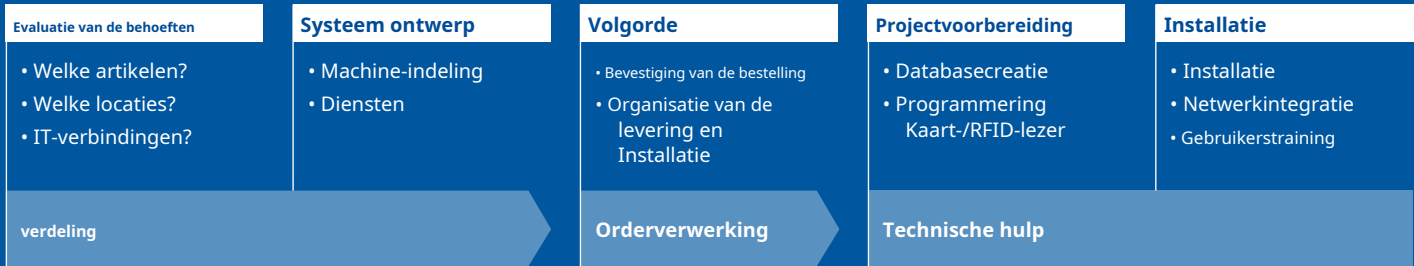 Evaluatie van de behoeften
• Welke artikelen?
• Welke locaties?
• IT-verbindingen?
Systeem ontwerp
• Machine-indeling
• Diensten
Volgorde
• Bevestiging van de bestelling
• Organisatie van de
levering en
Installatie
Projectvoorbereiding
• Databasecreatie
• Programmering
Kaart-/RFID-lezer
Installatie
• Installatie
• Netwerkintegratie
• Gebruikerstraining
verdeling
Orderverwerking
Technische hulp